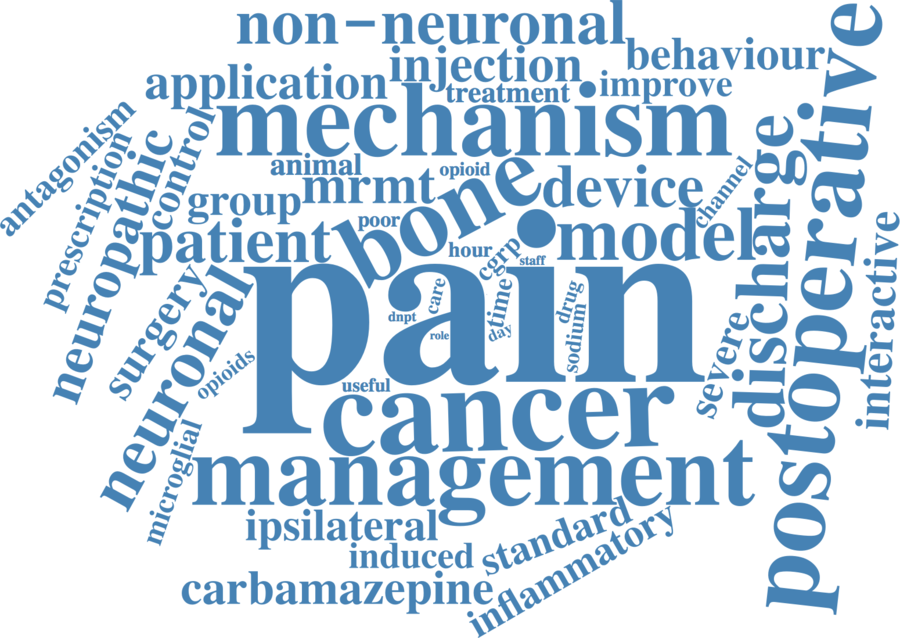 non-neuronal
behaviour
injection
application
treatment
improve
mechanism
postoperative
antagonism
prescription
neuropathic
control
animal
opioid
mrmt
bone
device
channel
discharge
group
poor
patient
hour
cgrp
staff
model
interactive
pain
care
time
drug
dnpt
role
day
sodium
surgery
neuronal
opioids
severe
useful
cancer
microglial
management
ipsilateral
standard
induced
inflammatory
carbamazepine